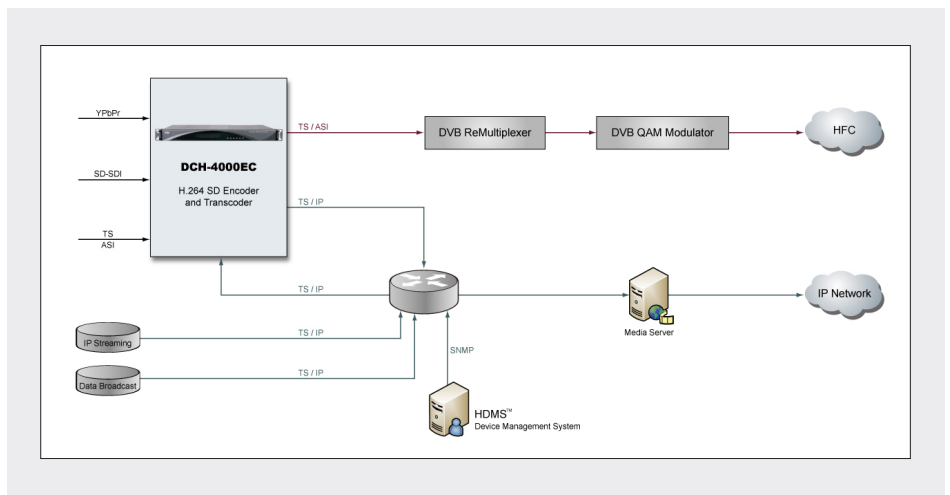 YPbPr
SD-SDI
TS
ASI
DCH-4000EC
H.264 SD Encoder
and Transcoder
TS / ASI
DVB ReMultiplexer
DVB QAM Modulator
HFC
TS / IP
TS / IP
IP Streaming
TS / IP
Data Broadcast
TS / IP
SNMP
Media Server
IP Network
HDMS™
Device Management System